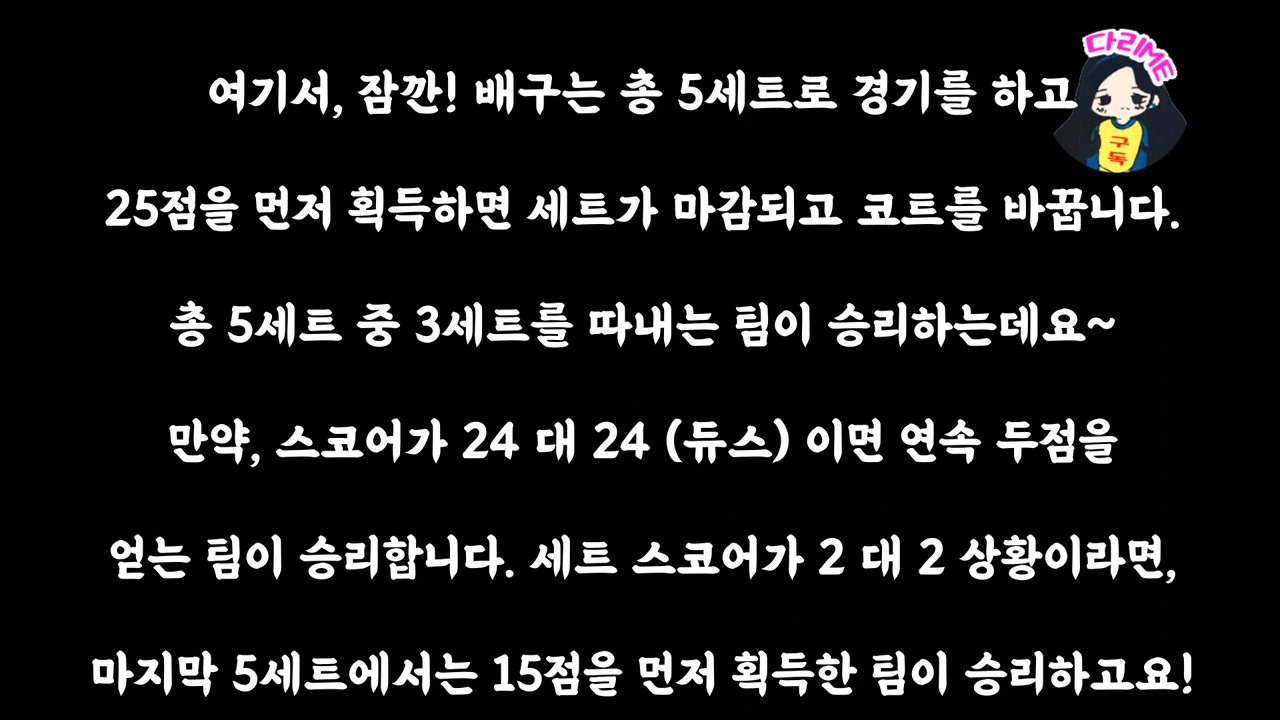 다리ME
구독
여기서, 잠깐! 배구는 총 5세트로 경기를 하고
25점을 먼저 획득하면 세트가 마감되고 코트를 바꿉니다.
총 5세트 중 3세트를 따내는 팀이 승리하는데요~
만약, 스코어가 24 대 24 (듀스) 이면 연속 두점을
얻는 팀이 승리합니다. 세트 스코어가 2 대 2 상황이라면,
마지막 5세트에서는 15점을 먼저 획득한 팀이 승리하고요!